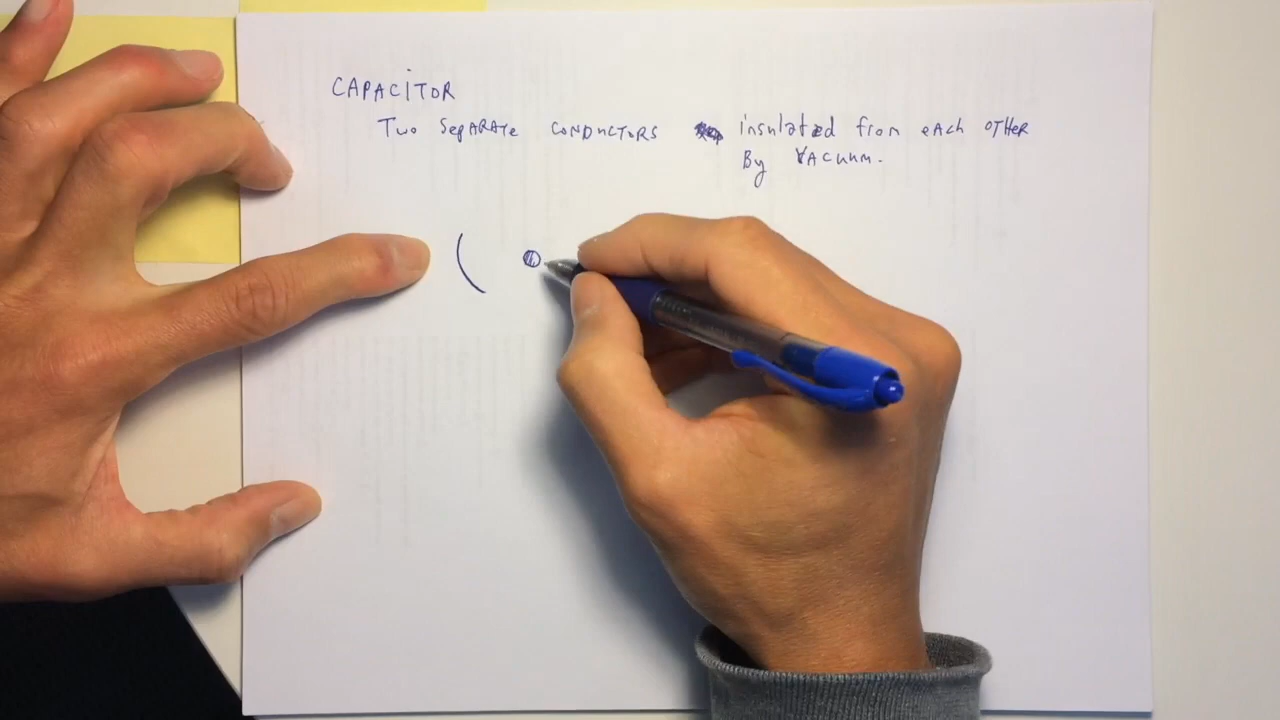 CAPACiTOR
Two SepARATe CONDUCTORS insulated from eAch OTHeR
By VACuum.